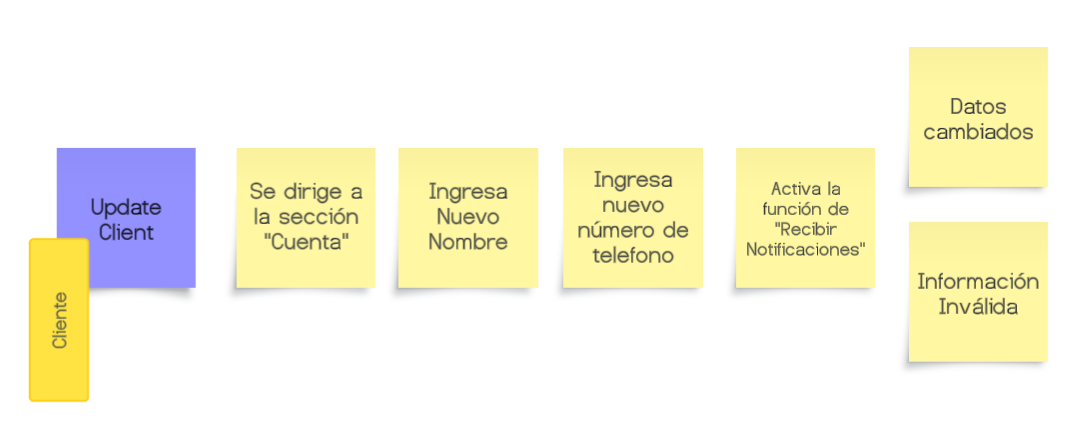 Update
Client
Cliente
Se dirige a
la sección
"Cuenta"
Ingresa
Nuevo
Nombre
Ingresa
nuevo
número de
telefono
Activa la
función de
"Recibir
Notificaciones"
Datos
cambiados
Información
Inválida